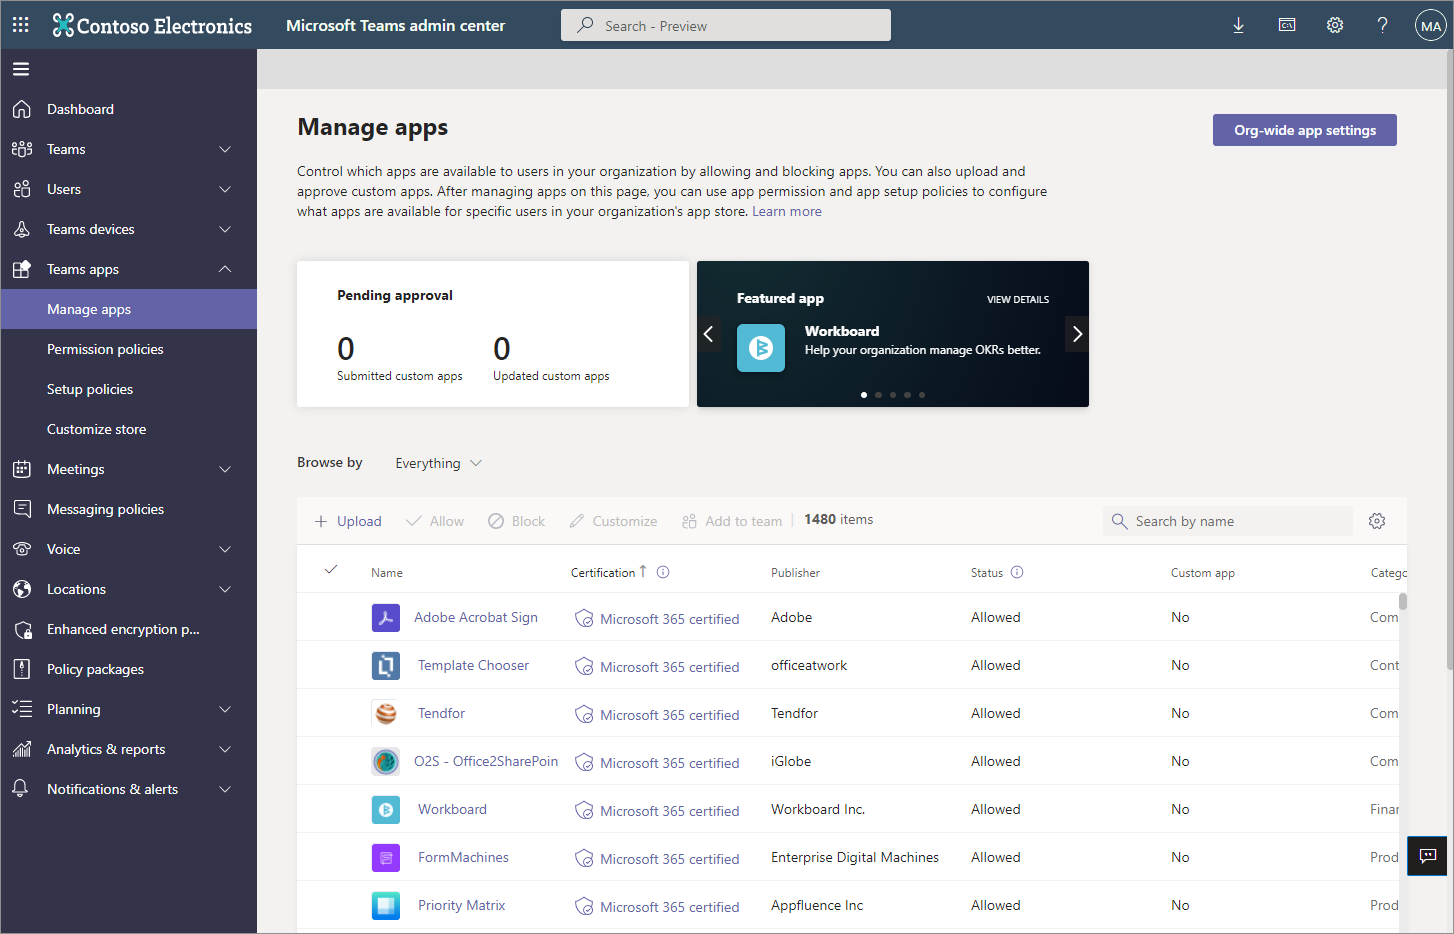 Contoso Electronics
Microsoft Teams admin center
Search - Preview
MA
Dashboard
Teams
Users
Teams devices
Teams apps
Manage apps
Permission policies
Setup policies
Customize store
Meetings
Messaging policies
Voice
Locations
Enhanced encryption p...
Policy packages
Planning
Analytics & reports
Notifications & alerts
Manage apps
Org-wide app settings
Control which apps are available to users in your organization by allowing and blocking apps. You can also upload and
approve custom apps. After managing apps on this page, you can use app permission and app setup policies to configure
what apps are available for specific users in your organization's app store. Learn more
Pending approval
0 0
Submitted custom apps Updated custom apps
Featured app VIEW DETAILS
Workboard
Help your organization manage OKRs better.
Browse by Everything
Upload Allow Block Customize Add to team 1480 items Search by name
Name Certification ↑ Publisher Status Custom app Catego
Adobe Acrobat Sign Microsoft 365 certified Adobe Allowed No Com
Template Chooser Microsoft 365 certified officeatwork Allowed No Cont
Tendfor Microsoft 365 certified Tendfor Allowed No Com
O2S - Office2SharePoin Microsoft 365 certified iGlobe Allowed No Com
Workboard Microsoft 365 certified Workboard Inc. Allowed No Finar
FormMachines Microsoft 365 certified Enterprise Digital Machines Allowed No Prod
Priority Matrix Microsoft 365 certified Appfluence Inc Allowed No Prod